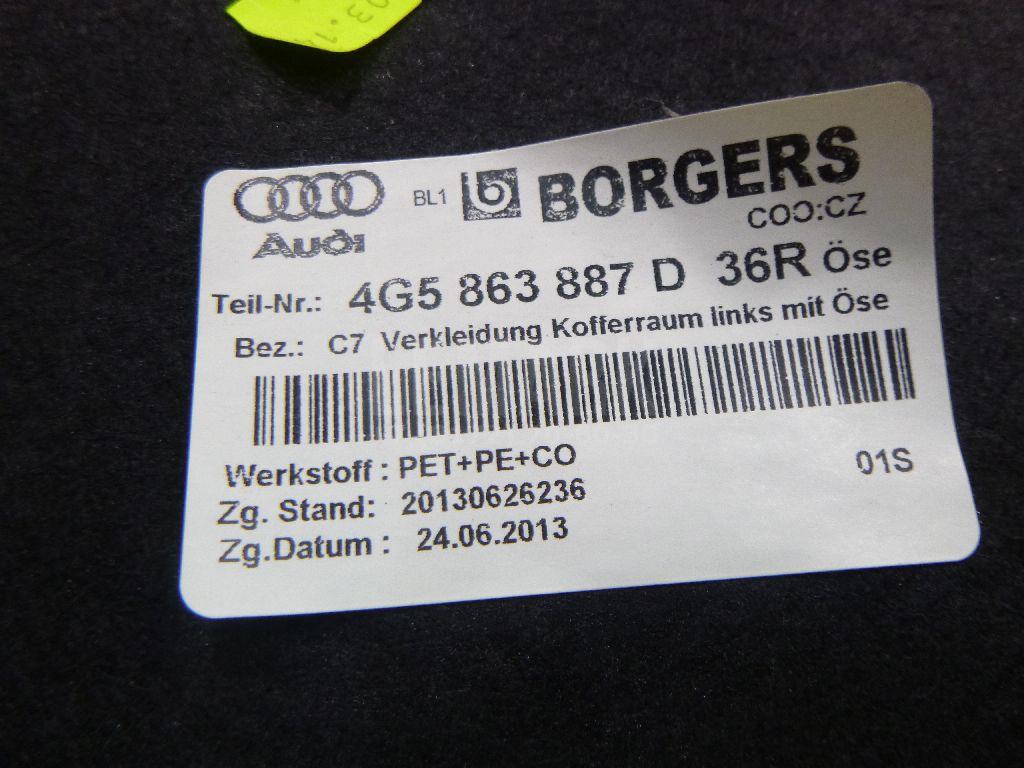 Audi BL1 BORGERS
COO:CZ
Teil-Nr.: 4G5 863 887 D 36R Öse
Bez.: C7 Verkleidung Kofferraum links mit Öse
Werkstoff : PET+PE+CO 01S
Zg. Stand: 20130626236
Zg.Datum : 24.06.2013